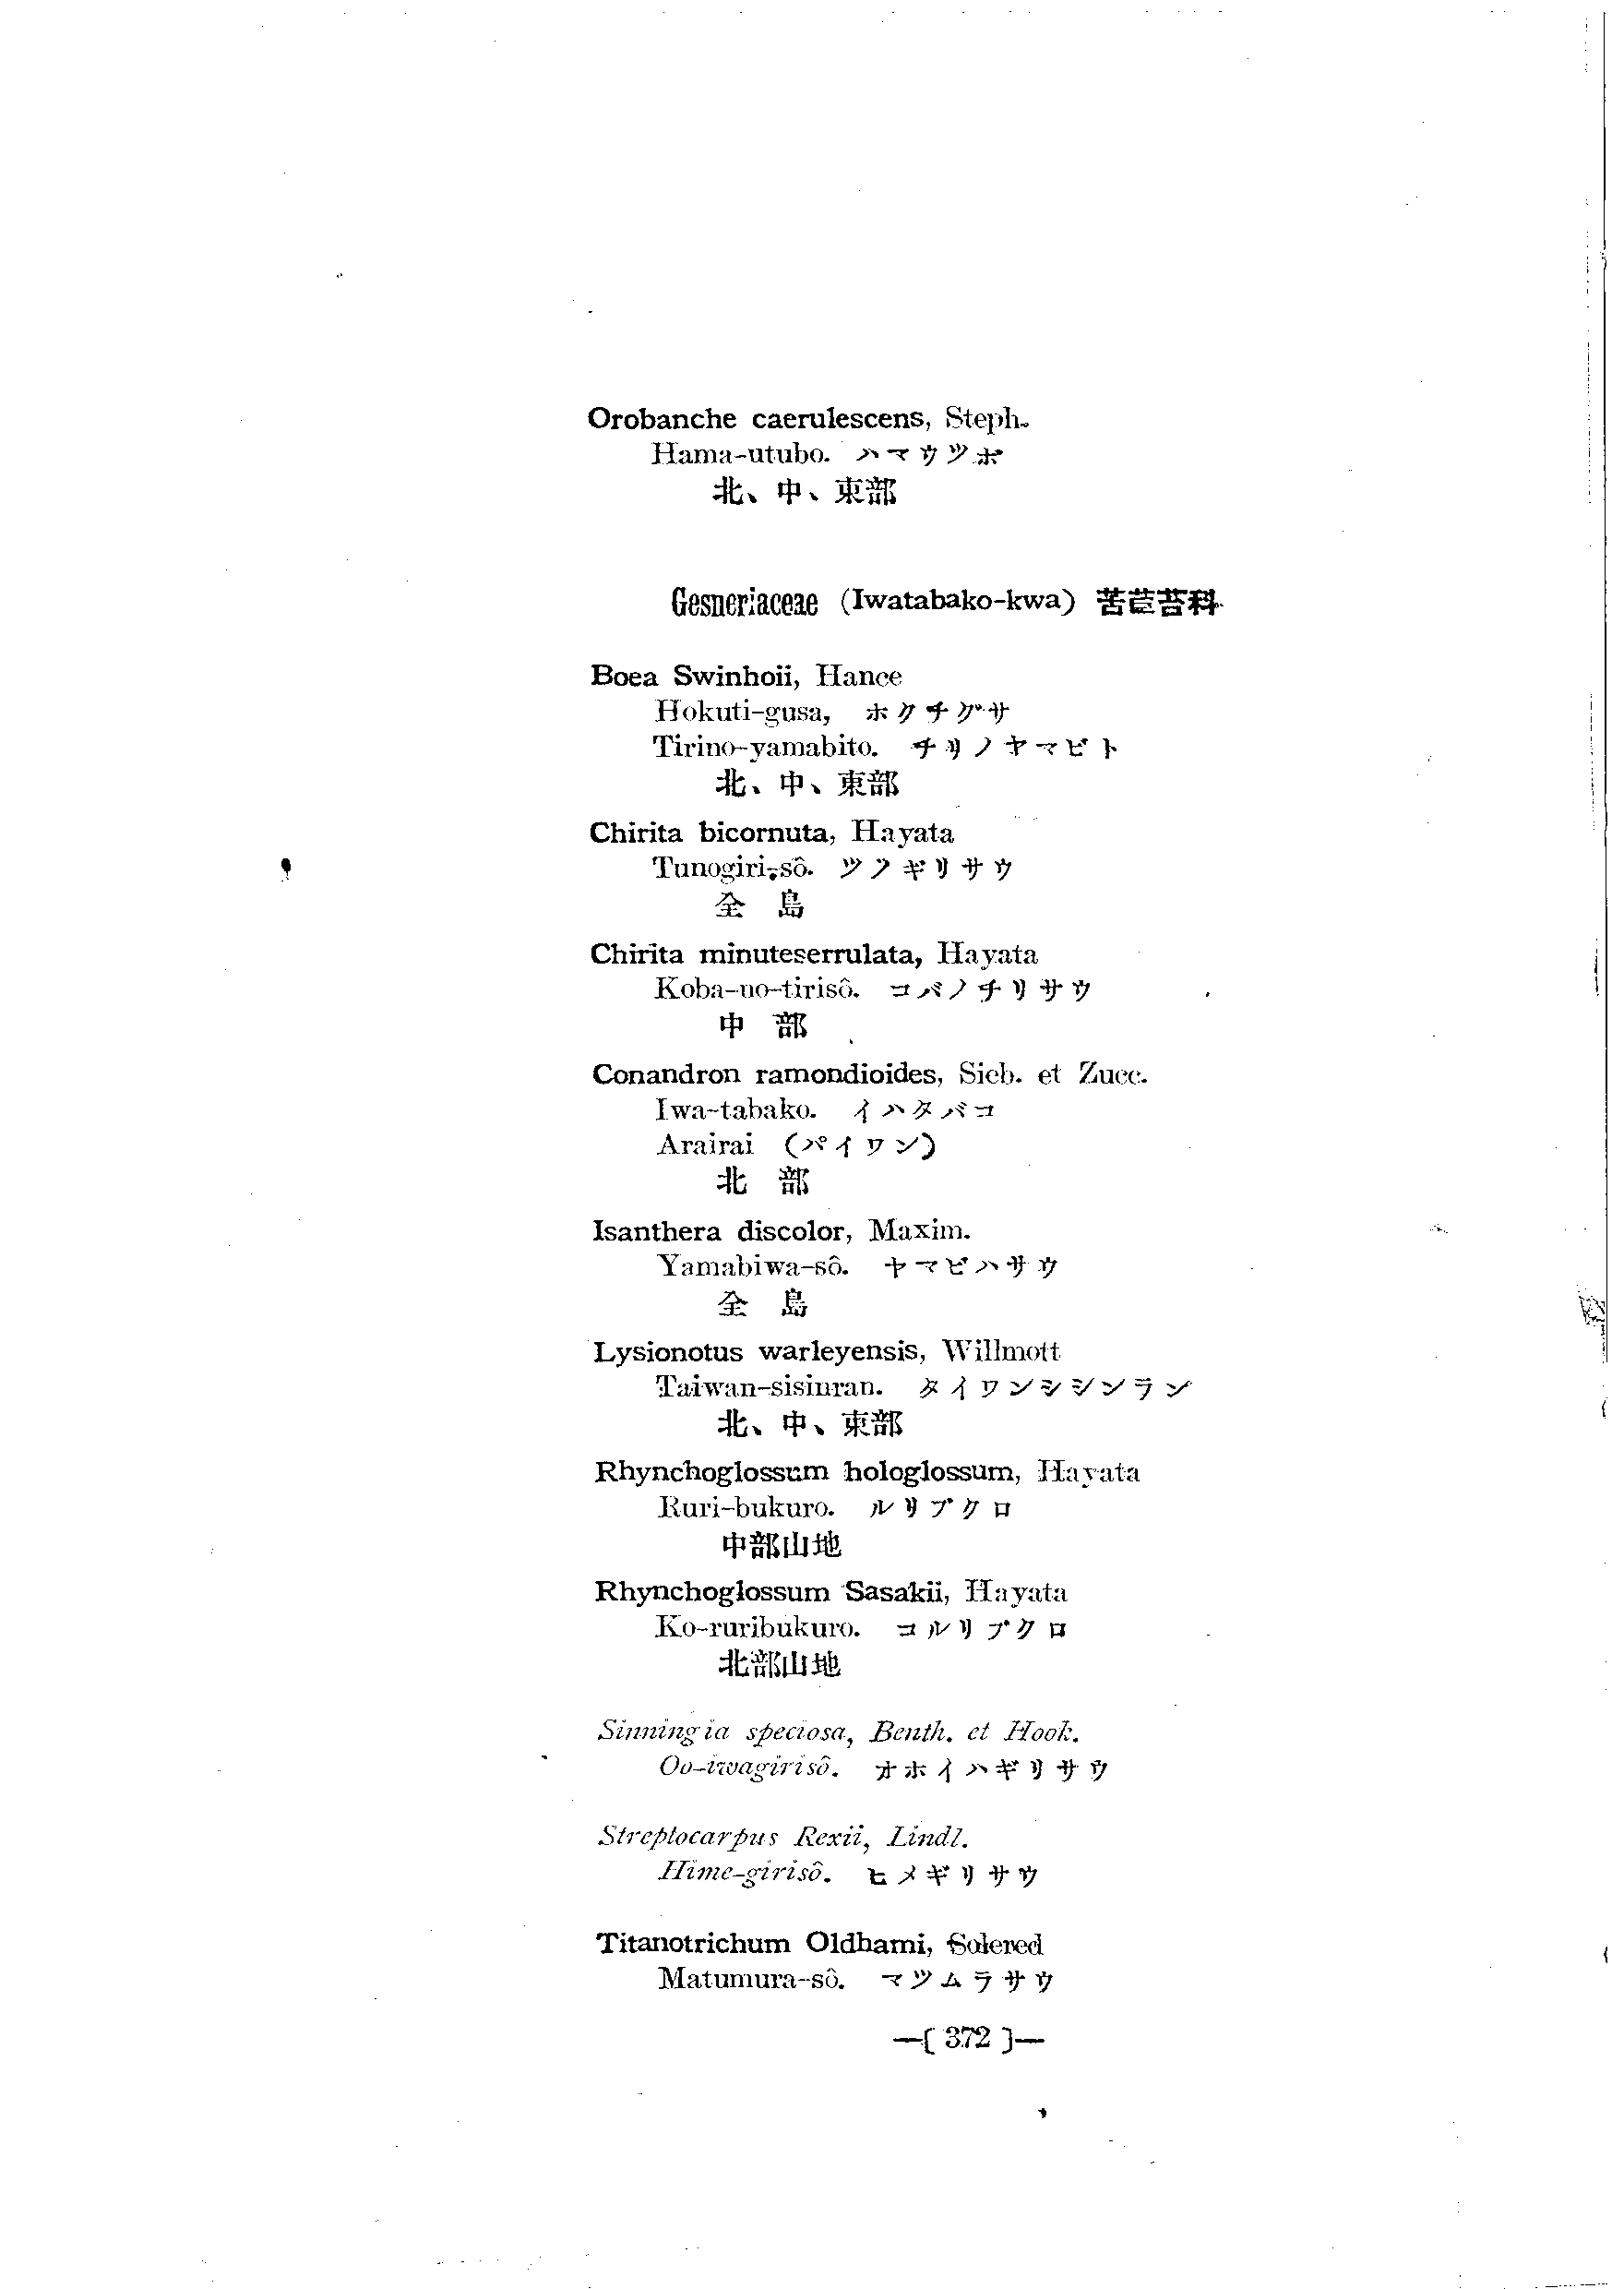 Orobanche caerulescens, Steph.
Hama-utubo. ハマウツボ
北、中、東部
Gesneriaceae (Iwatabako-kwa) 苦苣苔科
Boea Swinhoii, Hance
Hokuti-gusa, ホクチグサ
Tirino-yamabito. チリノヤマビト
北、中、東部
Chirita bicornuta, Hayata
Tunogiri-sô. ツノギリサウ
全 島
Chirita minuteserrulata, Hayata
Koba-no-tirisô. コバノチリサウ
中 部
Conandron ramondioides, Sieb. et Zucc.
Iwa-tabako. イハタバコ
Arairai (パイワン)
北 部
Isanthera discolor, Maxim.
Yamabiwa-sô. ヤマビハサウ
全 島
Lysionotus warleyensis, Willmott
Taiwan-sisinran. タイワンシシンラン
北、中、東部
Rhynchoglossum hologlossum, Hayata
Ruri-bukuro. ルリブクロ
中部山地
Rhynchoglossum Sasakii, Hayata
Ko-ruribukuro. コルリブクロ
北部山地
Sinningia speciosa, Benth. et Hook.
Oo-iwagirisô. オホイハギリサウ
Streptocarpus Rexii, Lindl.
Hime-girisô. ヒメギリサウ
Titanotrichum Oldhami, Solered
Matumura-sô. マツムラサウ
—( 372 )—